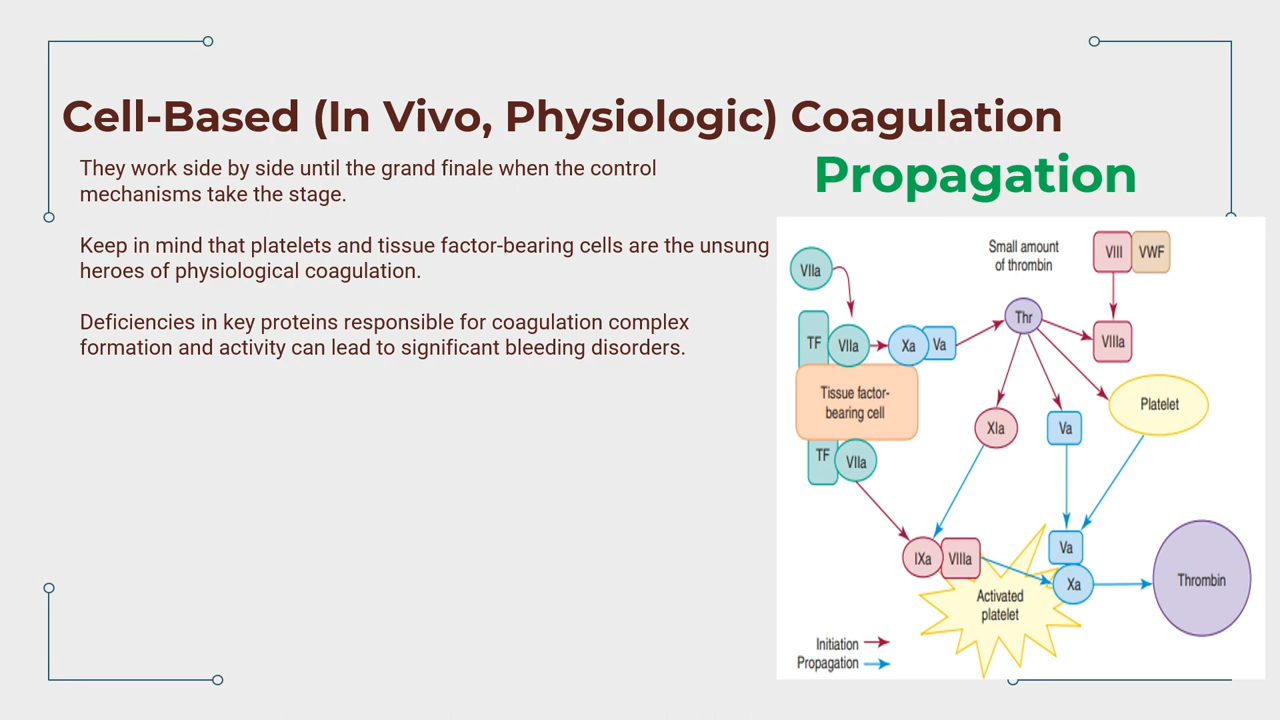 Cell-Based (In Vivo, Physiologic) Coagulation
They work side by side until the grand finale when the control
mechanisms take the stage.
Keep in mind that platelets and tissue factor-bearing cells are the unsung
heroes of physiological coagulation.
Deficiencies in key proteins responsible for coagulation complex
formation and activity can lead to significant bleeding disorders.
Propagation
Small amount
of thrombin
VIII
VWF
VIIa
Thr
TF
VIIa
Xa
Va
VIIIa
Tissue factor-
bearing cell
Platelet
XIa
Va
TF
VIIa
IXa
VIIIa
Va
Xa
Thrombin
Activated
platelet
Initiation
Propagation